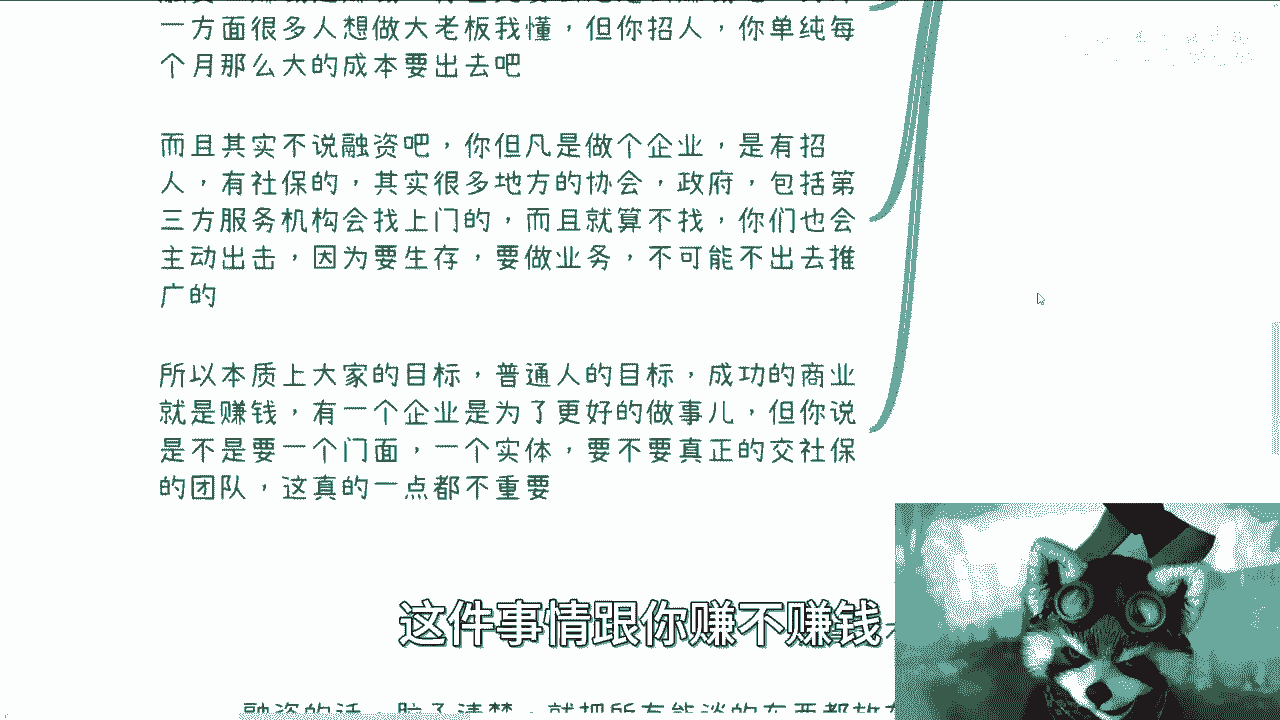 一方面很多人想做大老板我懂，但你招人，你单纯每
个月那么大的成本要出去吧
而且其实不说融资吧，你但凡是做个企业，是有招
人，有社保的，其实很多地方的协会，政府，包括第
三方服务机构会找上门的，而且就算不找，你们也会
主动出击，因为要生存，要做业务，不可能不出去推
广的
所以本质上大家的目标，普通人的目标，成功的商业
就是赚钱，有一个企业是为了更好的做事儿，但你说
是不是要一个门面，一个实体，要不要真正的交社保
的团队，这真的一点都不重要
这件事情跟你赚不赚钱
融资的话，脑子清楚，就把所有能谈的东西都放在